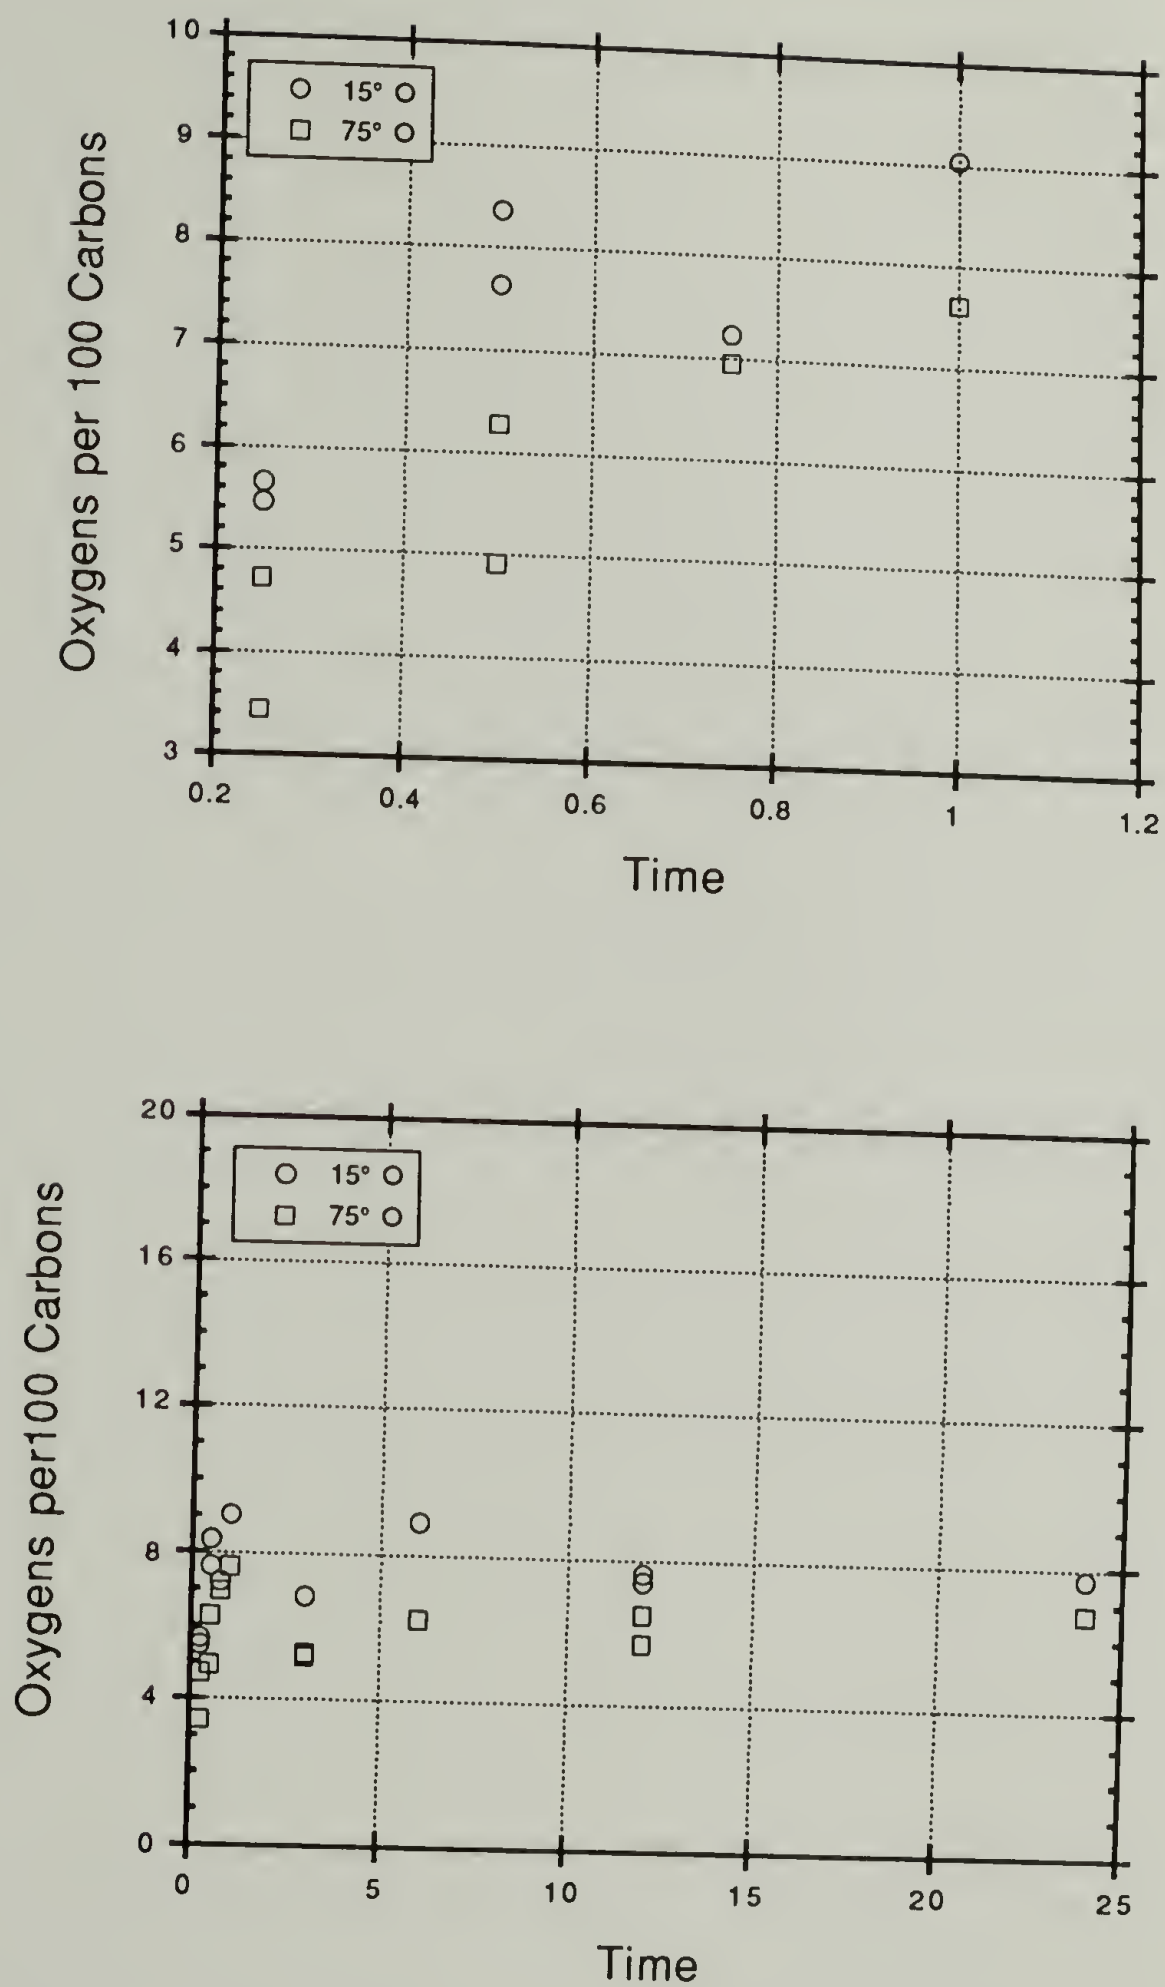 10
9
8
7
6
5
4
3
Oxygens per 100 Carbons
○ 15° ○
□ 75° ○
0.2 0.4 0.6 0.8 1 1.2
Time
20
16
12
8
4
0
Oxygens per100 Carbons
○ 15° ○
□ 75° ○
0 5 10 15 20 25
Time